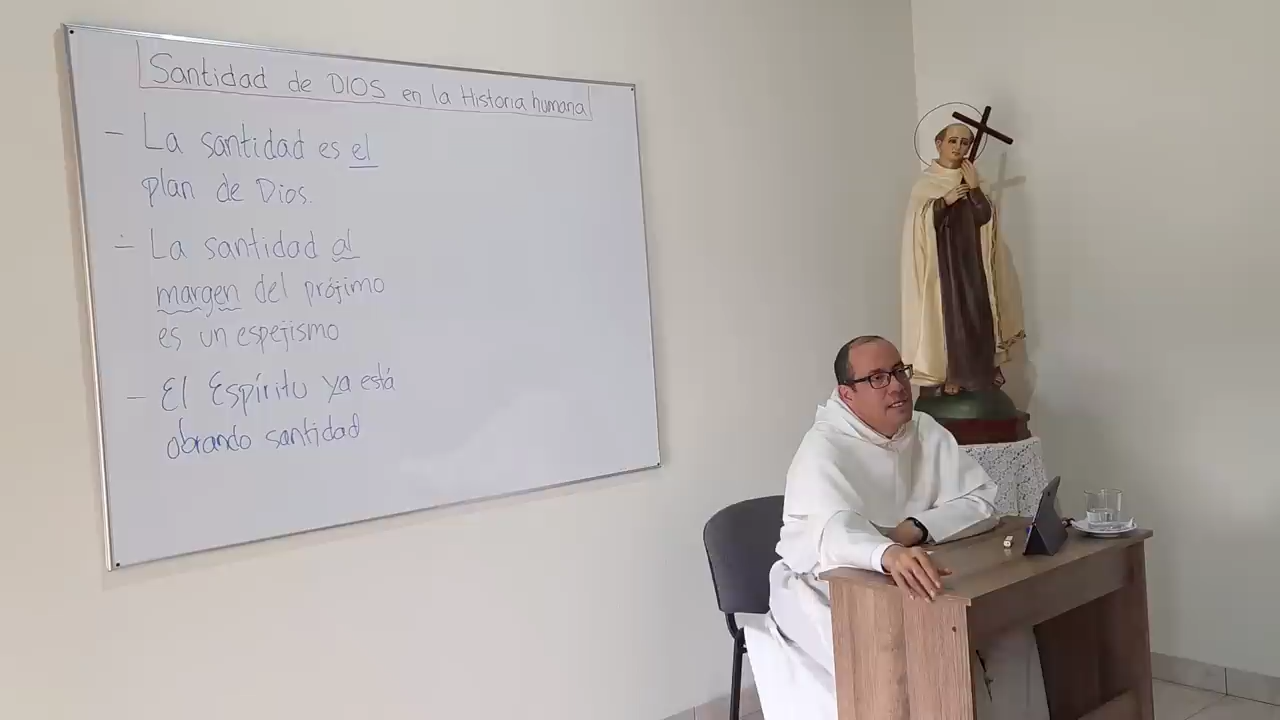 Santidad de DIOS en la Historia humana
- La santidad es el
plan de Dios.
- La santidad al
margen del prójimo
es un espejismo
- El Espíritu ya está
obrando santidad